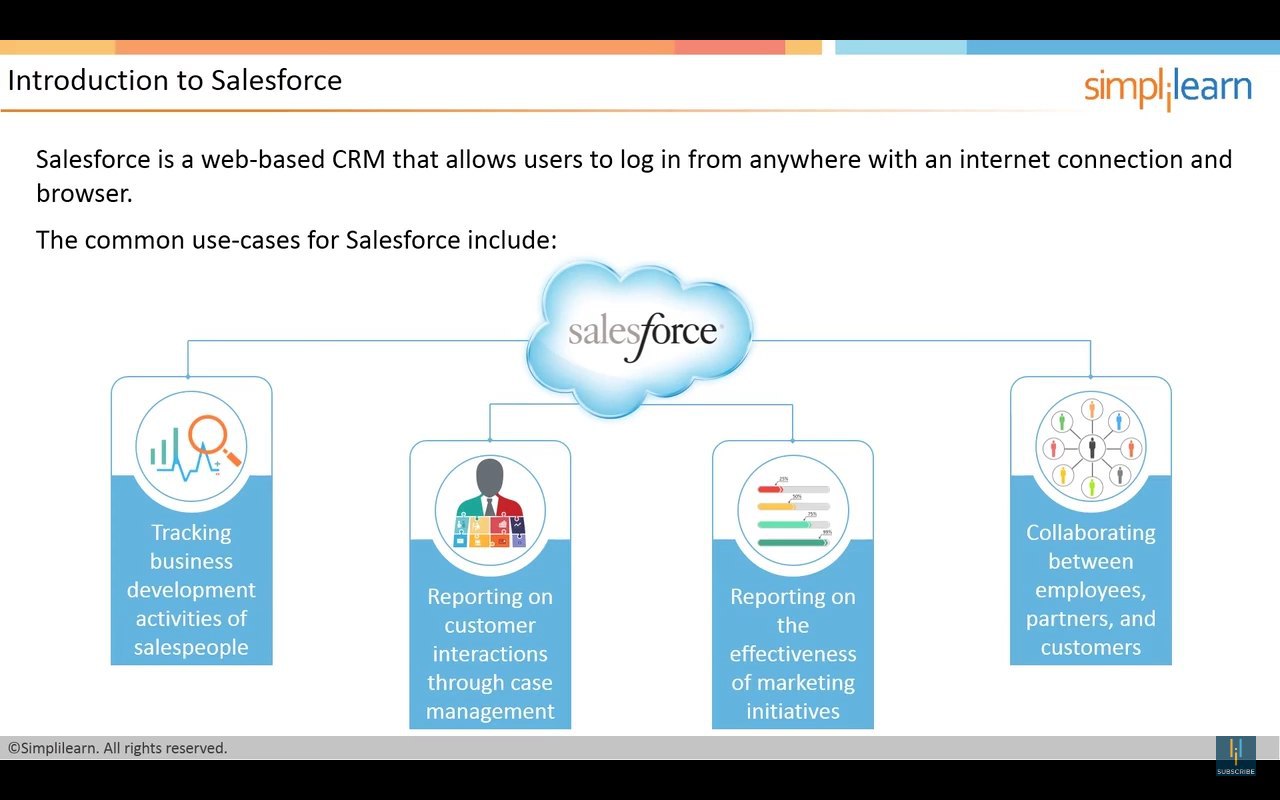 Introduction to Salesforce
simplilearn
Salesforce is a web-based CRM that allows users to log in from anywhere with an internet connection and
browser.
The common use-cases for Salesforce include:
salesforce
Tracking
business
development
activities of
salespeople
Reporting on
customer
interactions
through case
management
25%
50%
75%
Reporting on
the
effectiveness
of marketing
initiatives
Collaborating
between
employees,
partners, and
customers
©Simplilearn. All rights reserved.
SUBSCRIBE